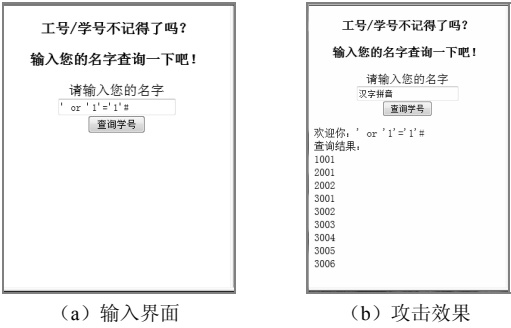 工号/学号不记得了吗?
输入您的名字查询一下吧!
请输入您的名字
' or '1'='1'#
查询学号
(a)输入界面
工号/学号不记得了吗?
输入您的名字查询一下吧!
请输入您的名字
汉字拼音
查询学号
欢迎你:' or '1'='1'#
查询结果:
1001
2001
2002
3001
3002
3003
3004
3005
3006
(b)攻击效果